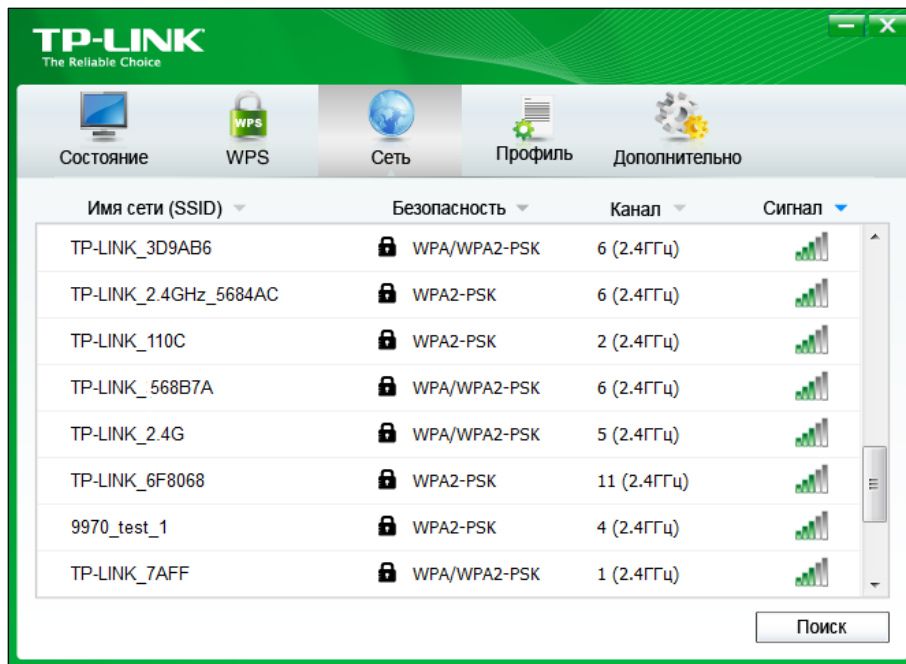 TP-LINK
The Reliable Choice
WPS
Состояние WPS Сеть Профиль Дополнительно
Имя сети (SSID) Безопасность Канал Сигнал
TP-LINK_3D9AB6 WPA/WPA2-PSK 6 (2.4ГГц)
TP-LINK_2.4GHz_5684AC WPA2-PSK 6 (2.4ГГц)
TP-LINK_110C WPA2-PSK 2 (2.4ГГц)
TP-LINK_ 568B7A WPA/WPA2-PSK 6 (2.4ГГц)
TP-LINK_2.4G WPA/WPA2-PSK 5 (2.4ГГц)
TP-LINK_6F8068 WPA2-PSK 11 (2.4ГГц)
9970_test_1 WPA2-PSK 4 (2.4ГГц)
TP-LINK_7AFF WPA/WPA2-PSK 1 (2.4ГГц)
Поиск